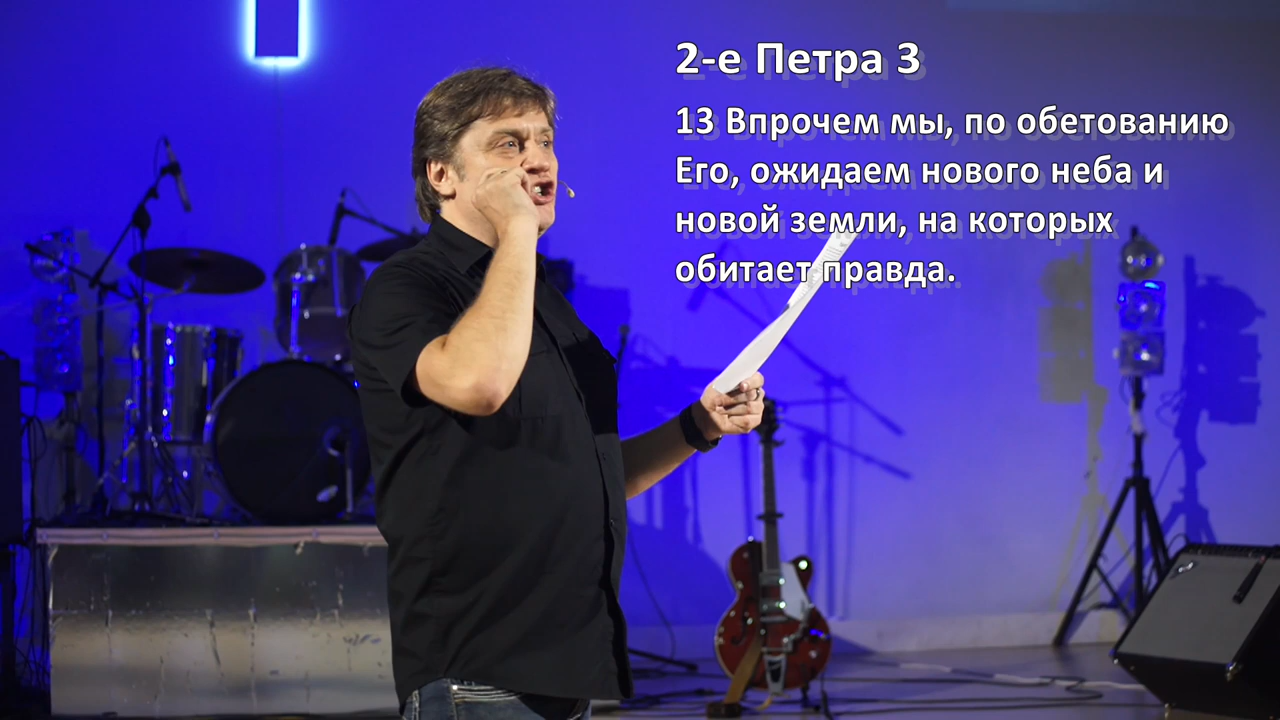 2-е Петра 3
13 Впрочем мы, по обетованию
Его, ожидаем нового неба и
новой земли, на которых
обитает правда.